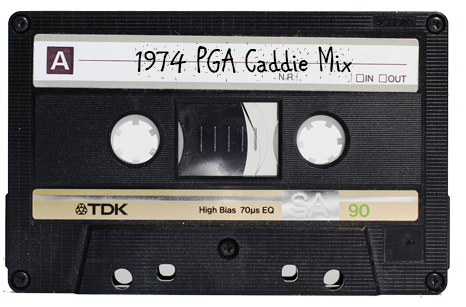 A 1974 PGA Caddie Mix
N.R. IN OUT
TDK High Bias 70µs EQ SA 90